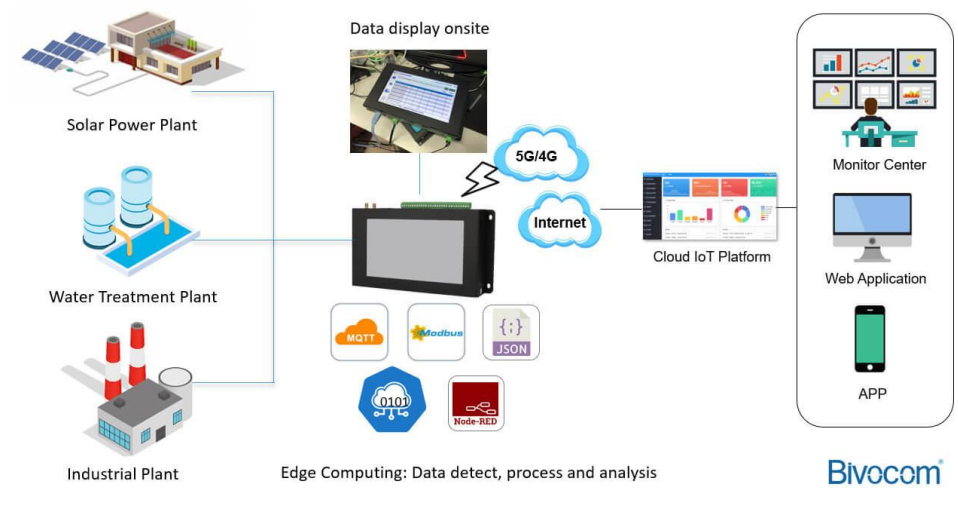 Data display onsite
Solar Power Plant
5G/4G
Internet
Monitor Center
Cloud IoT Platform
Web Application
Water Treatment Plant
MQTT
Modbus
{;}
JSON
0101
Node-RED
APP
Industrial Plant
Edge Computing: Data detect, process and analysis
Bivocom®